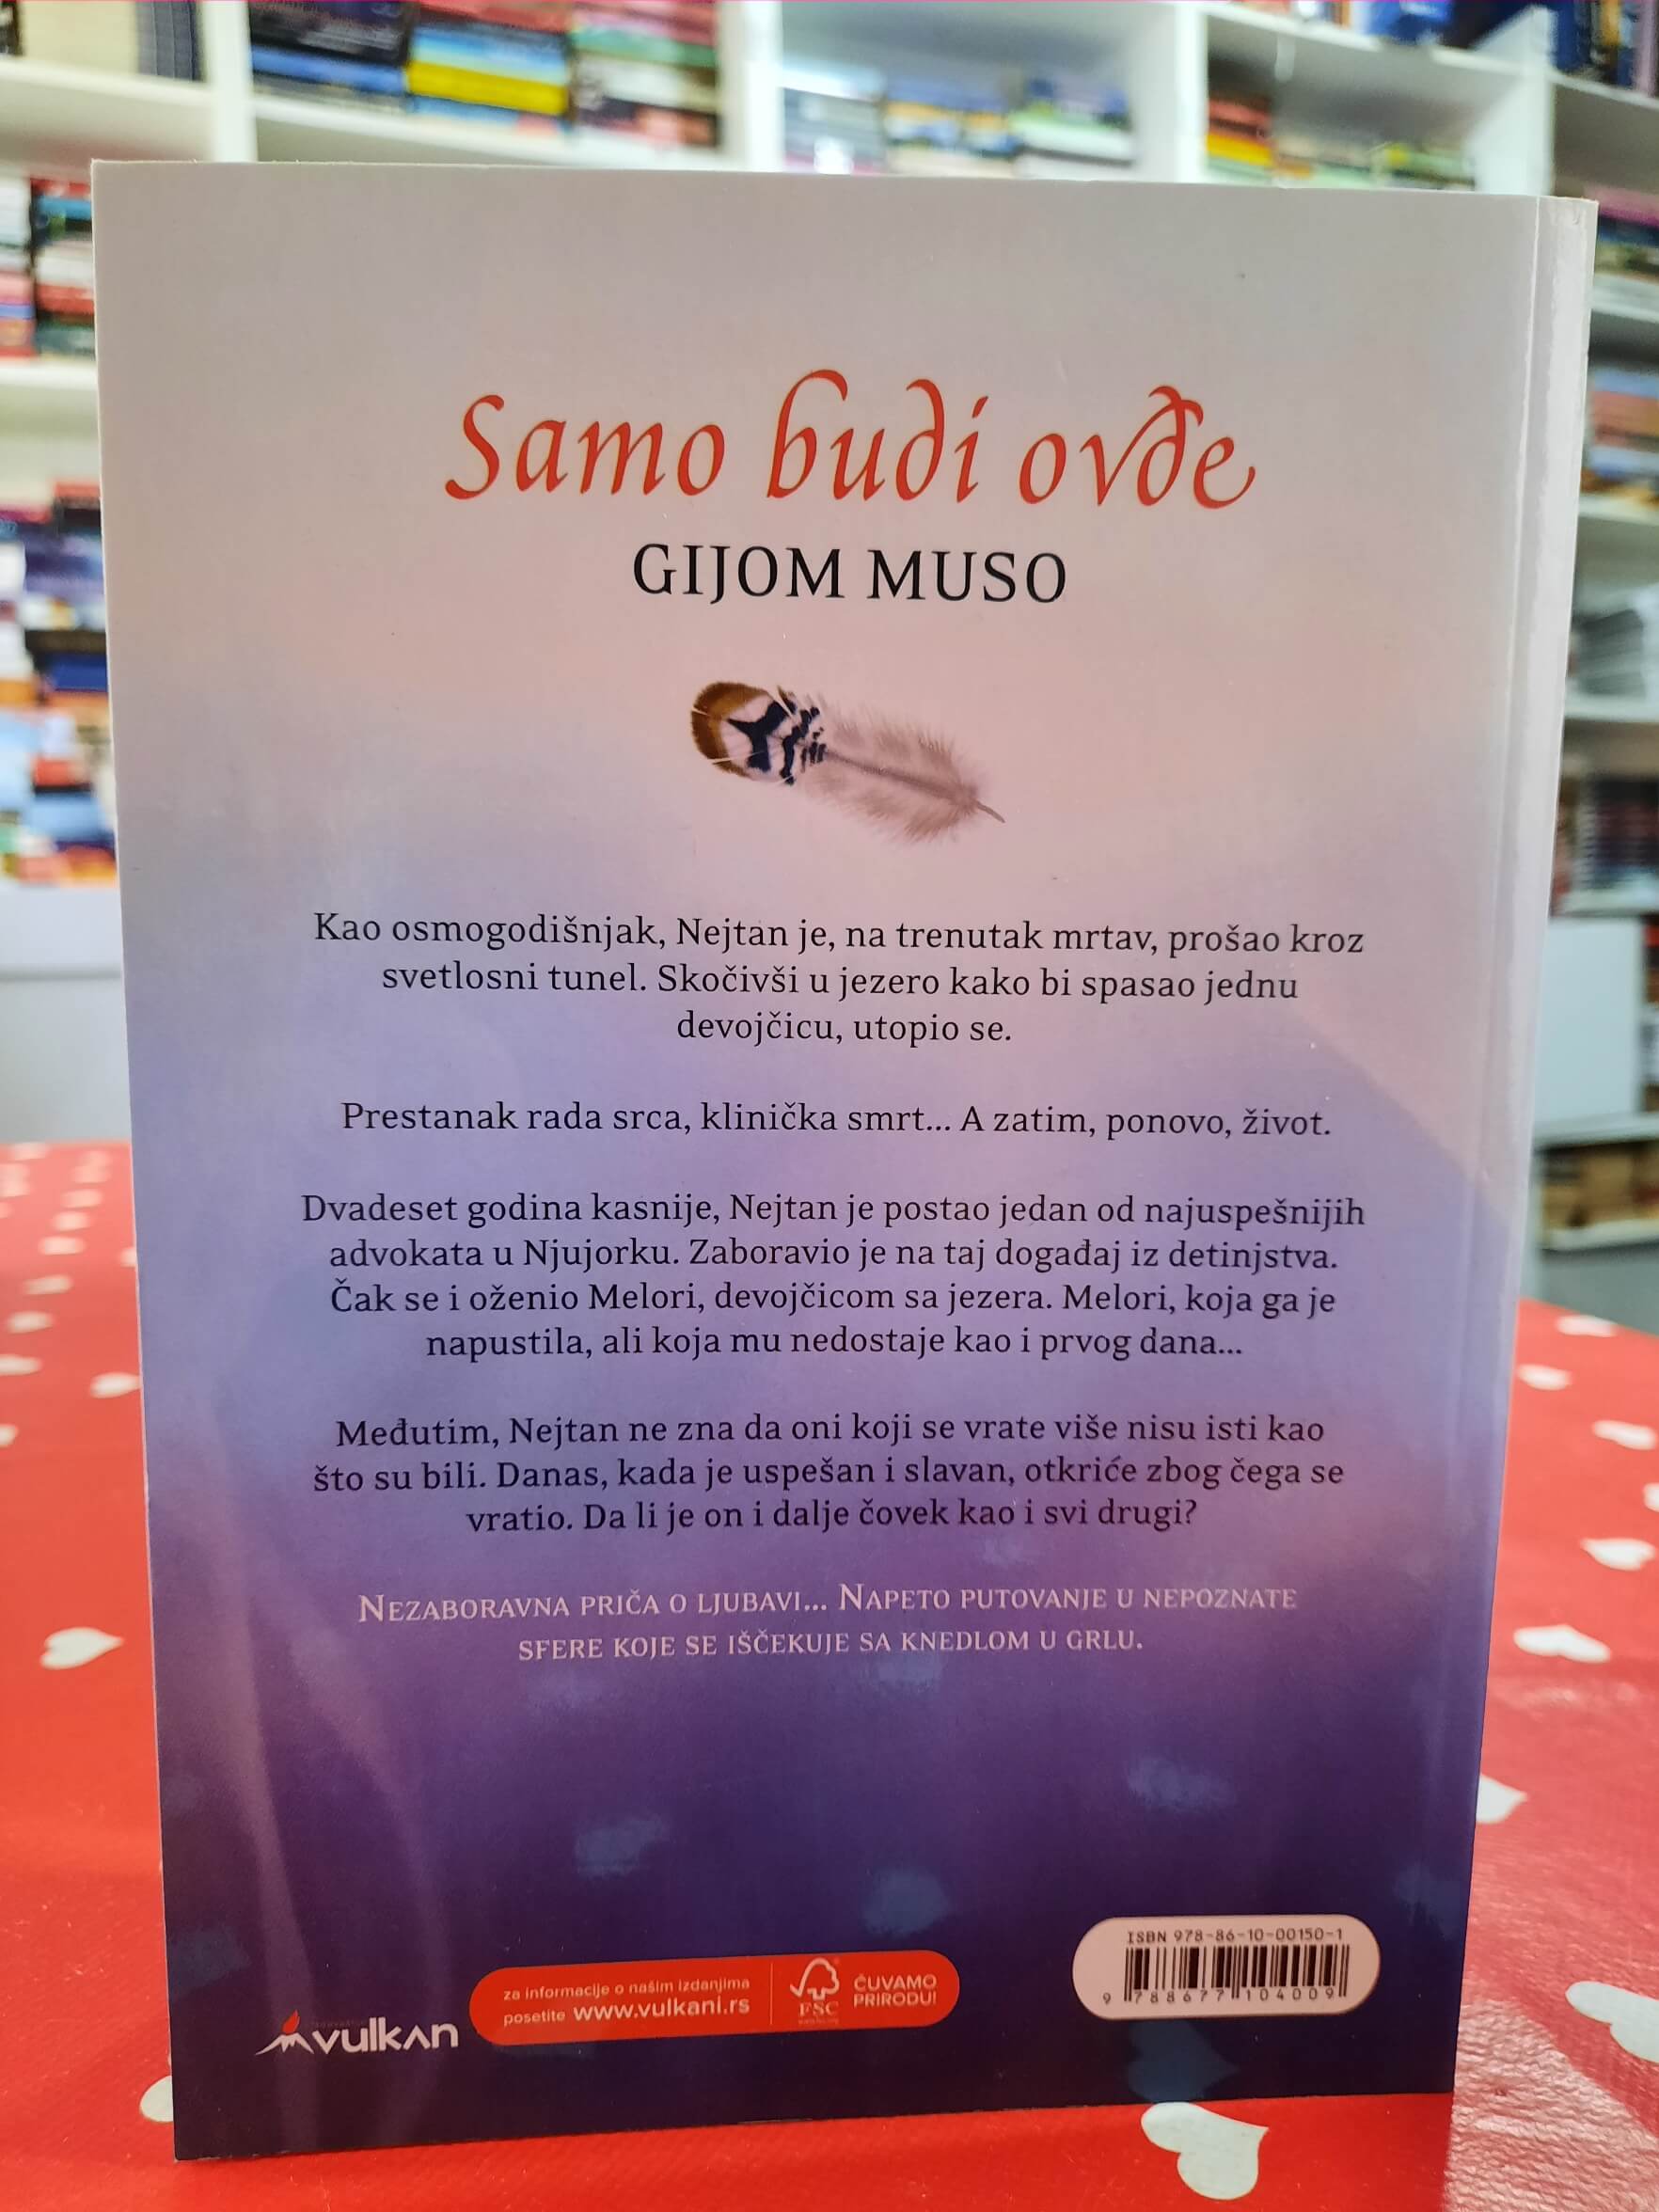 Samo budi ovđe
GIJOM MUSO
Kao osmogodišnjak, Nejtan je, na trenutak mrtav, prošao kroz
svetlosni tunel. Skočivši u jezero kako bi spasao jednu
devojčicu, utopio se.
Prestanak rada srca, klinička smrt... A zatim, ponovo, život.
Dvadeset godina kasnije, Nejtan je postao jedan od najuspešnijih
advokata u Njujorku. Zaboravio je na taj događaj iz detinjstva.
Čak se i oženio Melori, devojčicom sa jezera. Melori, koja ga je
napustila, ali koja mu nedostaje kao i prvog dana...
Međutim, Nejtan ne zna da oni koji se vrate više nisu isti kao
što su bili. Danas, kada je uspešan i slavan, otkriće zbog čega se
vratio. Da li je on i dalje čovek kao i svi drugi?
NEZABORAVNA PRIČA O LJUBAVI... NAPETO PUTOVANJE U NEPOZNATE
SFERE KOJE SE IŠČEKUJE SA KNEDLOM U GRLU.
vulkan
za informacije o našim izdanjima
posetite www.vulkani.rs
FSC
ČUVAMO
PRIRODU!
ISBN 978-86-10-00150-1
9 788677 104009